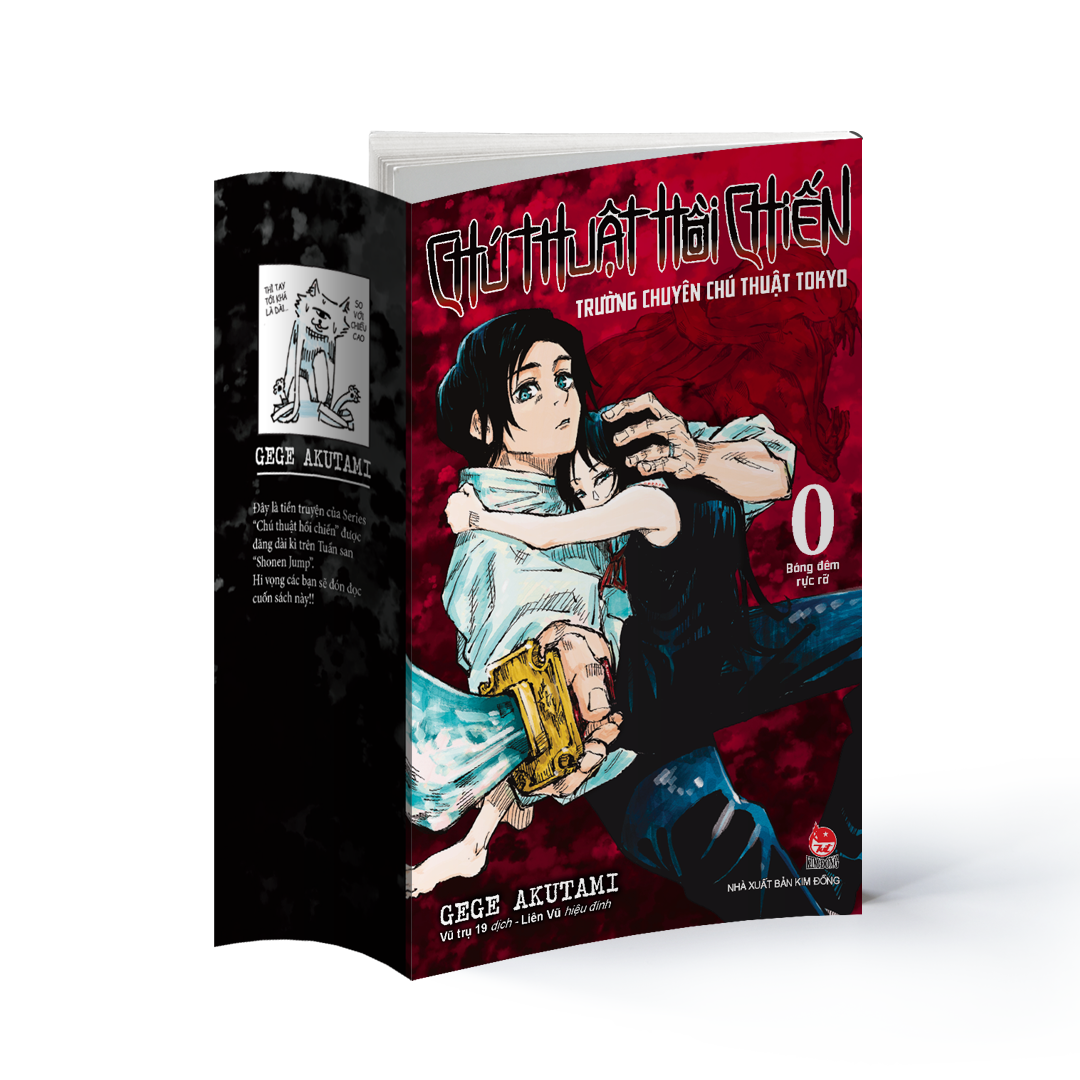 THÌ TAY
TỚI KHÁ
LÀ DÀI...
SO
VỚI
CHIỀU
CAO
GEGE AKUTAMI
Đây là tiền truyện của Series
“Chú thuật hồi chiến” được
đăng dài kì trên Tuần san
“Shonen Jump”.
Hi vọng các bạn sẽ đón đọc
cuốn sách này!!
CHÚ THUẬT HỒI CHIẾN
TRƯỜNG CHUYÊN CHÚ THUẬT TOKYO
0
Bóng đêm
rực rỡ
KIM ĐỒNG
NHÀ XUẤT BẢN KIM ĐỒNG
GEGE AKUTAMI
Vũ trụ 19 dịch - Liên Vũ hiệu đính